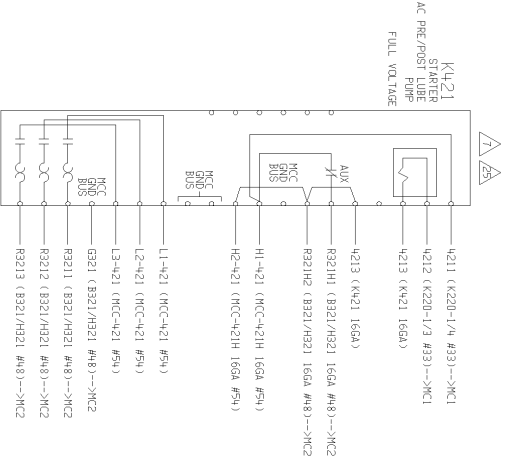 K421
STARTER
AC PRE/POST LUBE
PUMP
FULL VOLTAGE
7
25
AUX
MCC
GND
BUS
MCC
GND
BUS
MCC
GND
BUS
4211 (K220-1/4 #33)-->MC1
4212 (K220-1/3 #33)-->MC1
4213 (K421 16GA)
4213 (K421 16GA)
R321H1 (B321/H321 16GA #48)-->MC2
R321H2 (B321/H321 16GA #48)-->MC2
H1-421 (MCC-421H 16GA #54)
H2-421 (MCC-421H 16GA #54)
L1-421 (MCC-421 #54)
L2-421 (MCC-421 #54)
L3-421 (MCC-421 #54)
G321 (B321/H321 #48)-->MC2
R3211 (B321/H321 #48)-->MC2
R3212 (B321/H321 #48)-->MC2
R3213 (B321/H321 #48)-->MC2